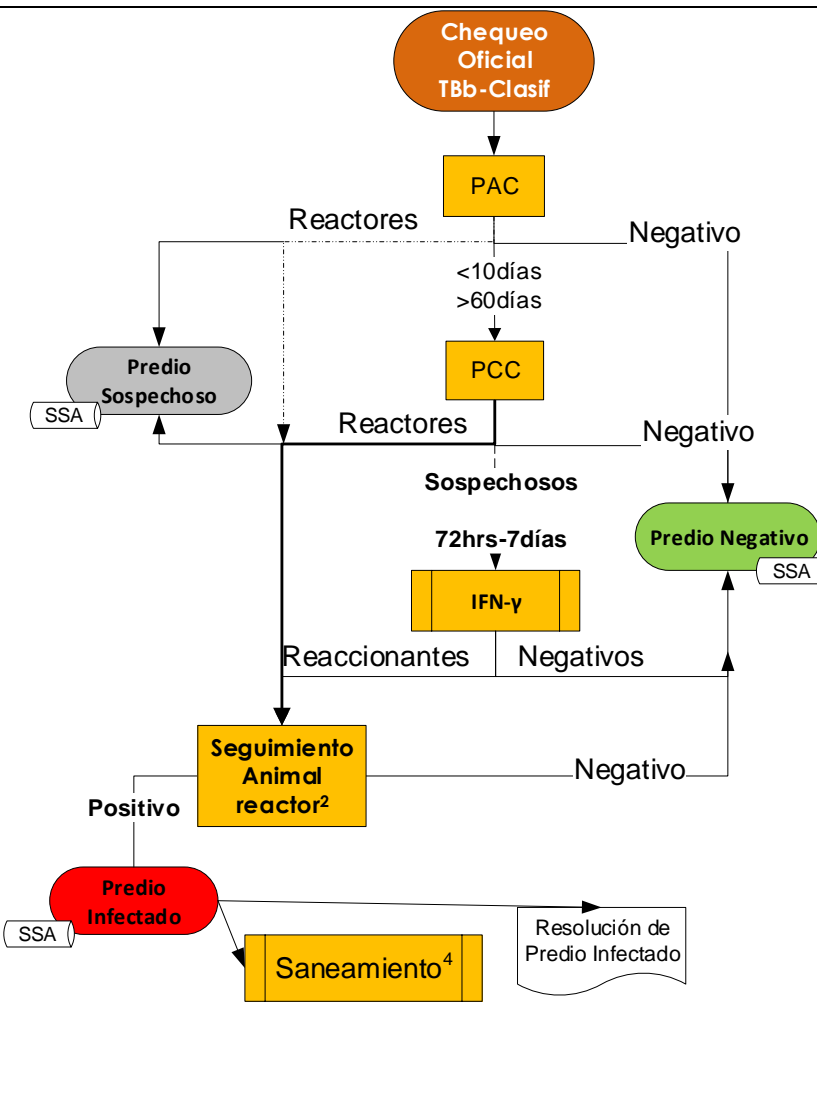 Chequeo
Oficial
TBb-Clasif
PAC
Reactores
Negativo
<10días
>60días
PCC
Predio
Sospechoso
SSA
Reactores
Negativo
Sospechosos
72hrs-7días
Predio Negativo
SSA
IFN-γ
Reaccionantes
Negativos
Seguimiento
Animal
reactor²
Negativo
Positivo
Predio
Infectado
SSA
Resolución de
Predio Infectado
Saneamiento⁴